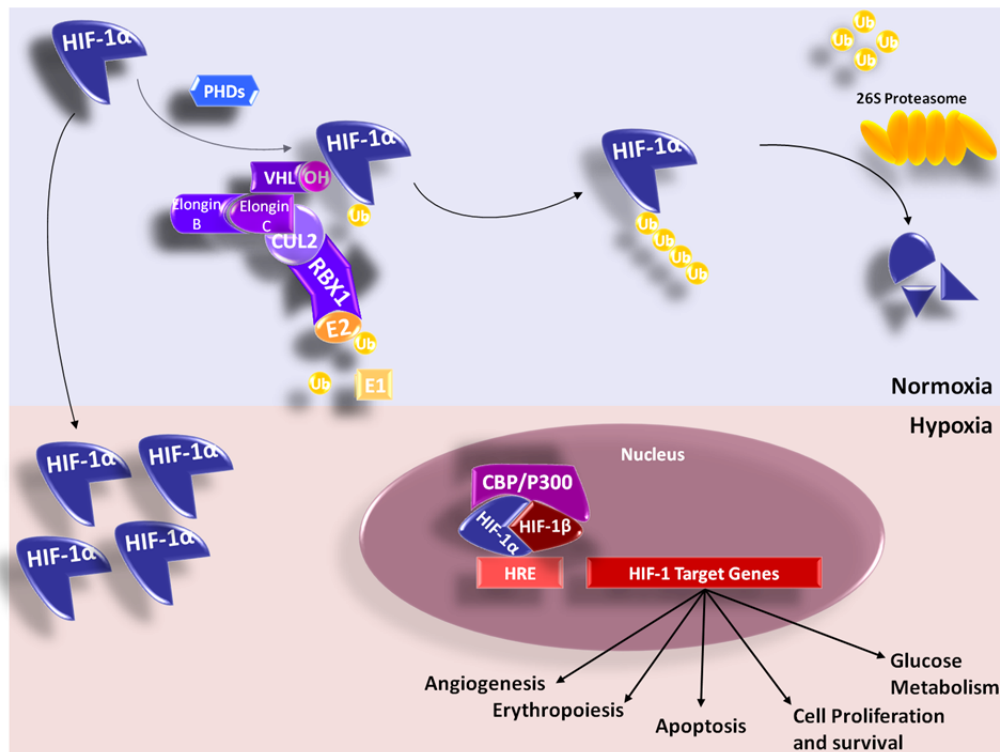 HIF-1α
PHDs
HIF-1α
VHL
OH
Elongin
B
Elongin
C
CUL2
RBX1
E2
Ub
Ub
Ub
E1
HIF-1α
Ub
Ub
Ub
Ub
Ub
Ub
Ub
Ub
26S Proteasome
Normoxia
Hypoxia
HIF-1α
HIF-1α
HIF-1α
HIF-1α
Nucleus
CBP/P300
HIF-1α
HIF-1β
HRE
HIF-1 Target Genes
Angiogenesis
Erythropoiesis
Apoptosis
Cell Proliferation
and survival
Glucose
Metabolism